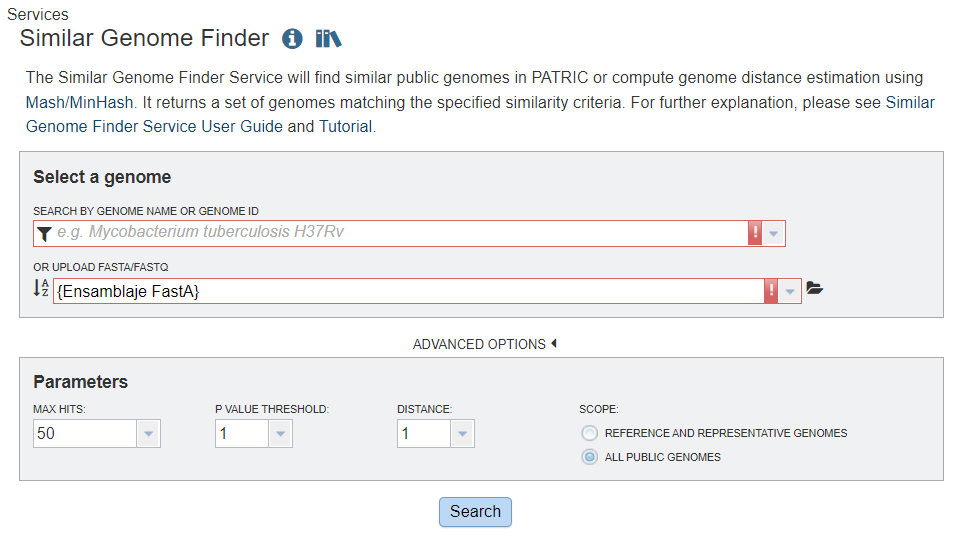 Services
Similar Genome Finder
The Similar Genome Finder Service will find similar public genomes in PATRIC or compute genome distance estimation using
Mash/MinHash. It returns a set of genomes matching the specified similarity criteria. For further explanation, please see Similar
Genome Finder Service User Guide and Tutorial.
Select a genome
SEARCH BY GENOME NAME OR GENOME ID
e.g. Mycobacterium tuberculosis H37Rv !
OR UPLOAD FASTA/FASTQ
{Ensamblaje FastA} !
ADVANCED OPTIONS
Parameters
MAX HITS: P VALUE THRESHOLD: DISTANCE: SCOPE:
50 1 1 REFERENCE AND REPRESENTATIVE GENOMES
ALL PUBLIC GENOMES
Search